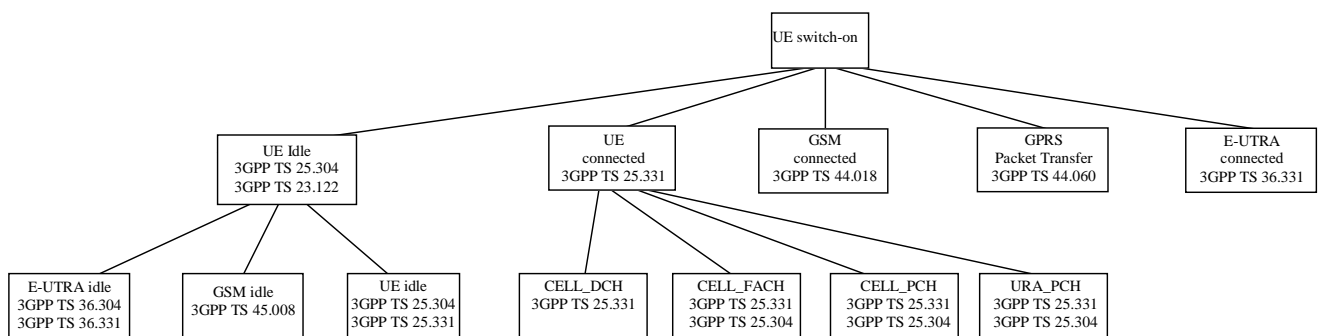 UE switch-on
UE Idle
3GPP TS 25.304
3GPP TS 23.122
UE
connected
3GPP TS 25.331
GSM
connected
3GPP TS 44.018
GPRS
Packet Transfer
3GPP TS 44.060
E-UTRA
connected
3GPP TS 36.331
E-UTRA idle
3GPP TS 36.304
3GPP TS 36.331
GSM idle
3GPP TS 45.008
UE idle
3GPP TS 25.304
3GPP TS 25.331
CELL_DCH
3GPP TS 25.331
CELL_FACH
3GPP TS 25.331
3GPP TS 25.304
CELL_PCH
3GPP TS 25.331
3GPP TS 25.304
URA_PCH
3GPP TS 25.331
3GPP TS 25.304